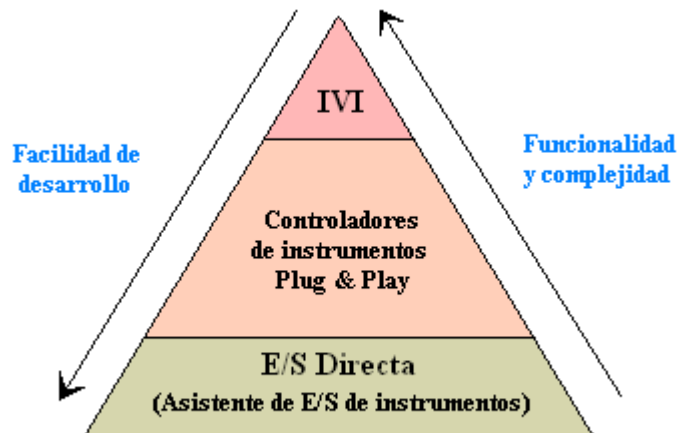 IVI
Facilidad de
desarrollo
Funcionalidad
y complejidad
Controladores
de instrumentos
Plug & Play
E/S Directa
(Asistente de E/S de instrumentos)